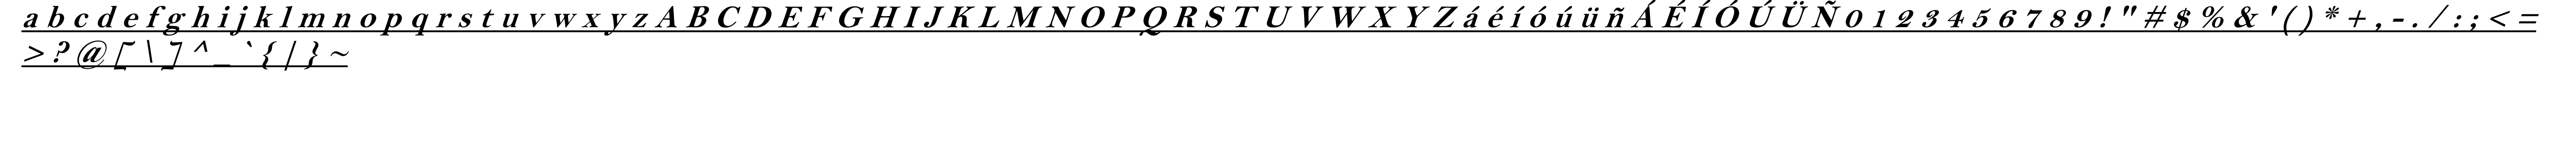 a b c d e f g h i j k l m n o p q r s t u v w x y z A B C D E F G H I J K L M N O P Q R S T U V W X Y Z á é í ó ú ü ñ Á É Í Ó Ú Ü Ñ 0 1 2 3 4 5 6 7 8 9 ! " # $ % & ' ( ) * + , - . / : ; < =
> ? @ [ \ ] ^ _ ` { | } ~